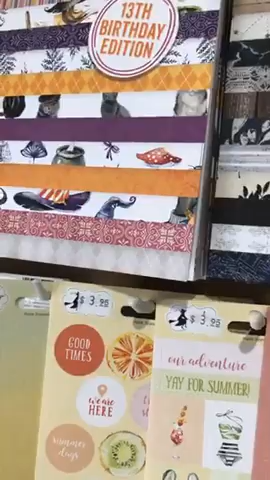 13TH
BIRTHDAY
EDITION
$3.95
$3.95
GOOD
TIMES
we are
HERE
summer
days
our adventure
YAY FOR SUMMER!